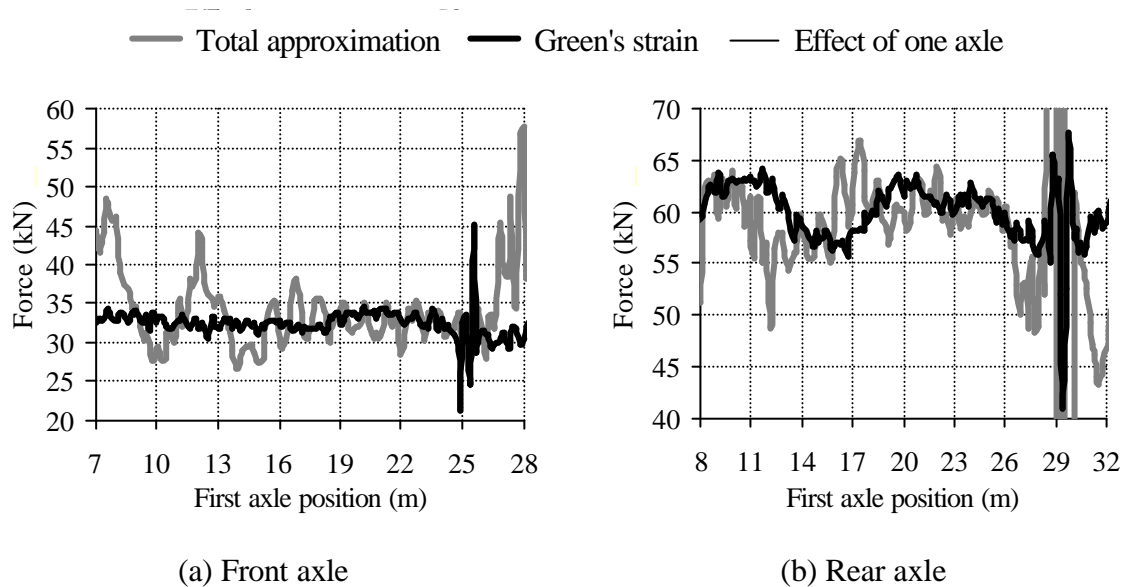 Total approximation Green's strain Effect of one axle
60
55
50
45
40
35
30
25
20
Force (kN)
7 10 13 16 19 22 25 28
First axle position (m)
(a) Front axle
70
65
60
55
50
45
40
Force (kN)
8 11 14 17 20 23 26 29 32
First axle position (m)
(b) Rear axle